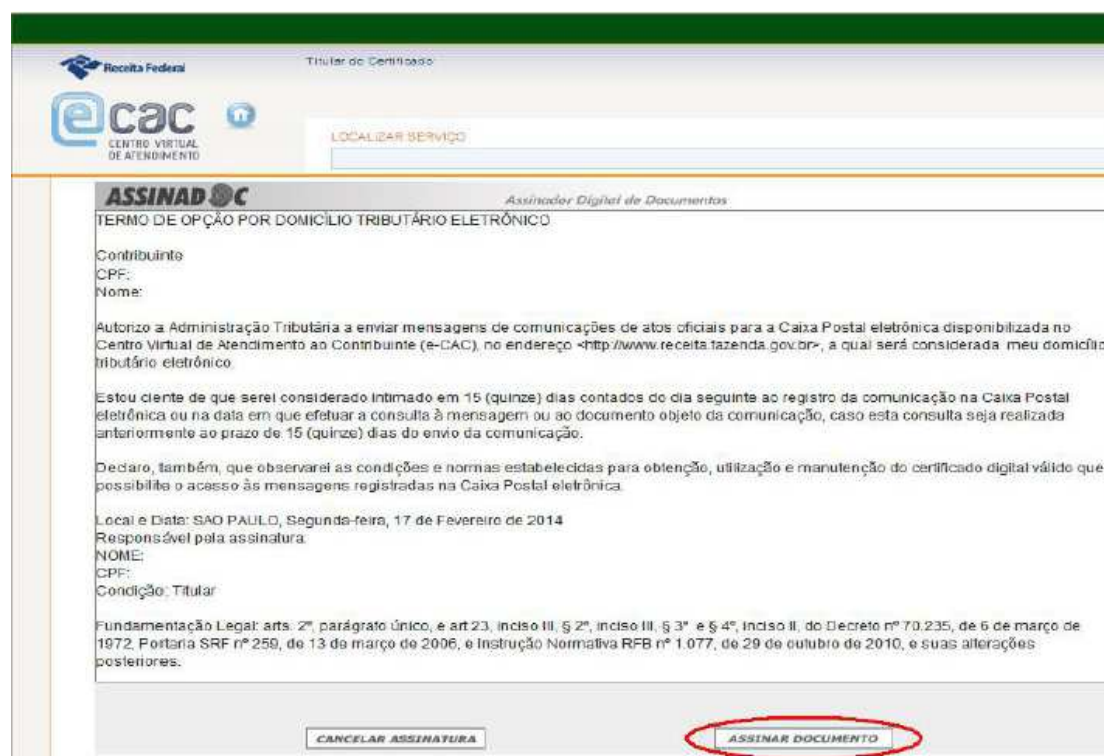 Receita Federal
Titular do Certificado
ecac
CENTRO VIRTUAL
DE ATENDIMENTO
LOCALIZAR SERVIÇO
ASSINADOC
Assinador Digital de Documentos
TERMO DE OPÇÃO POR DOMICÍLIO TRIBUTÁRIO ELETRÔNICO
Contribuinte
CPF:
Nome:
Autorizo a Administração Tributária a enviar mensagens de comunicações de atos oficiais para a Caixa Postal eletrônica disponibilizada no
Centro Virtual de Atendimento ao Contribuinte (e-CAC), no endereço <http://www.receita.fazenda.gov.br>, a qual será considerada meu domicílio
tributário eletrônico.
Estou ciente de que serei considerado intimado em 15 (quinze) dias contados do dia seguinte ao registro da comunicação na Caixa Postal
eletrônica ou na data em que efetuar a consulta à mensagem ou ao documento objeto da comunicação, caso esta consulta seja realizada
anteriormente ao prazo de 15 (quinze) dias do envio da comunicação.
Declaro, também, que observarei as condições e normas estabelecidas para obtenção, utilização e manutenção do certificado digital válido que
possibilite o acesso às mensagens registradas na Caixa Postal eletrônica.
Local e Data: SAO PAULO, Segunda-feira, 17 de Fevereiro de 2014
Responsável pela assinatura:
NOME:
CPF:
Condição: Titular
Fundamentação Legal: arts. 2º, parágrafo único, e art 23, inciso III, § 2º, inciso III, § 3º e § 4º, inciso II, do Decreto nº 70.235, de 6 de março de
1972, Portaria SRF nº 259, de 13 de março de 2006, e Instrução Normativa RFB nº 1.077, de 29 de outubro de 2010, e suas alterações
posteriores.
CANCELAR ASSINATURA
ASSINAR DOCUMENTO